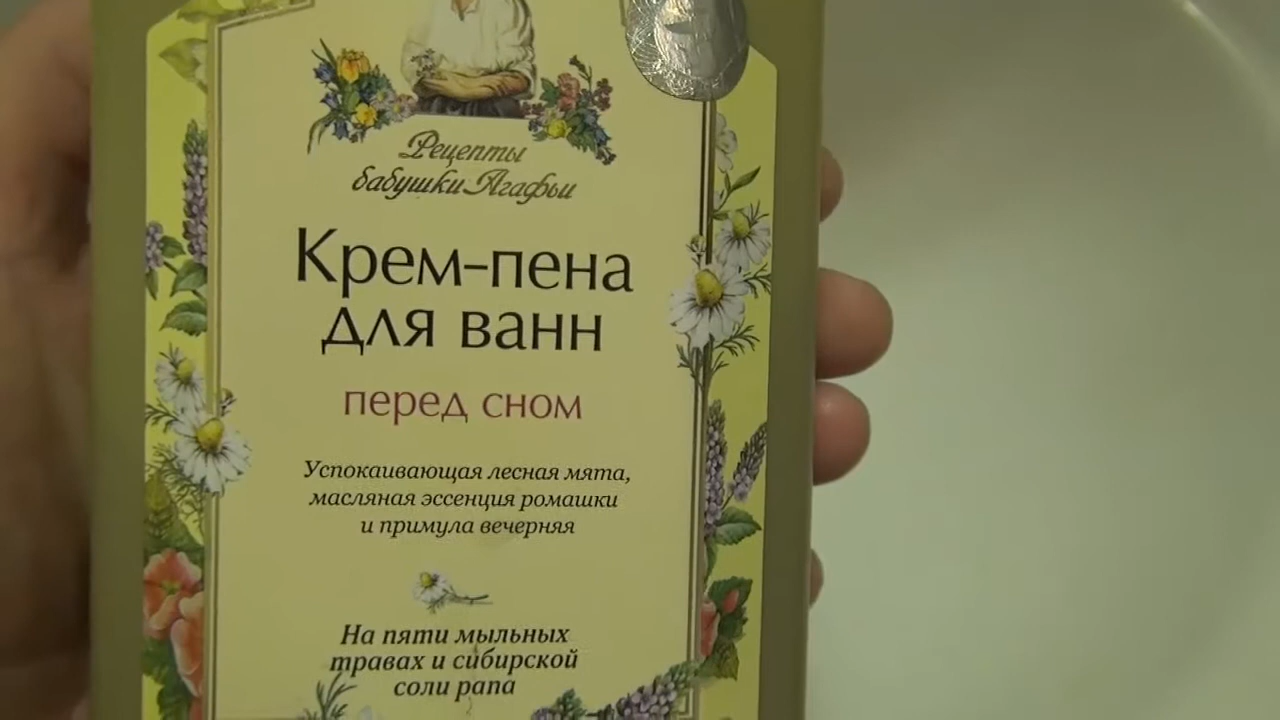 Рецепты
бабушки Агафьи
Крем-пена
для ванн
перед сном
Успокаивающая лесная мята,
масляная эссенция ромашки
и примула вечерняя
На пяти мыльных
травах и сибирской
соли рапа